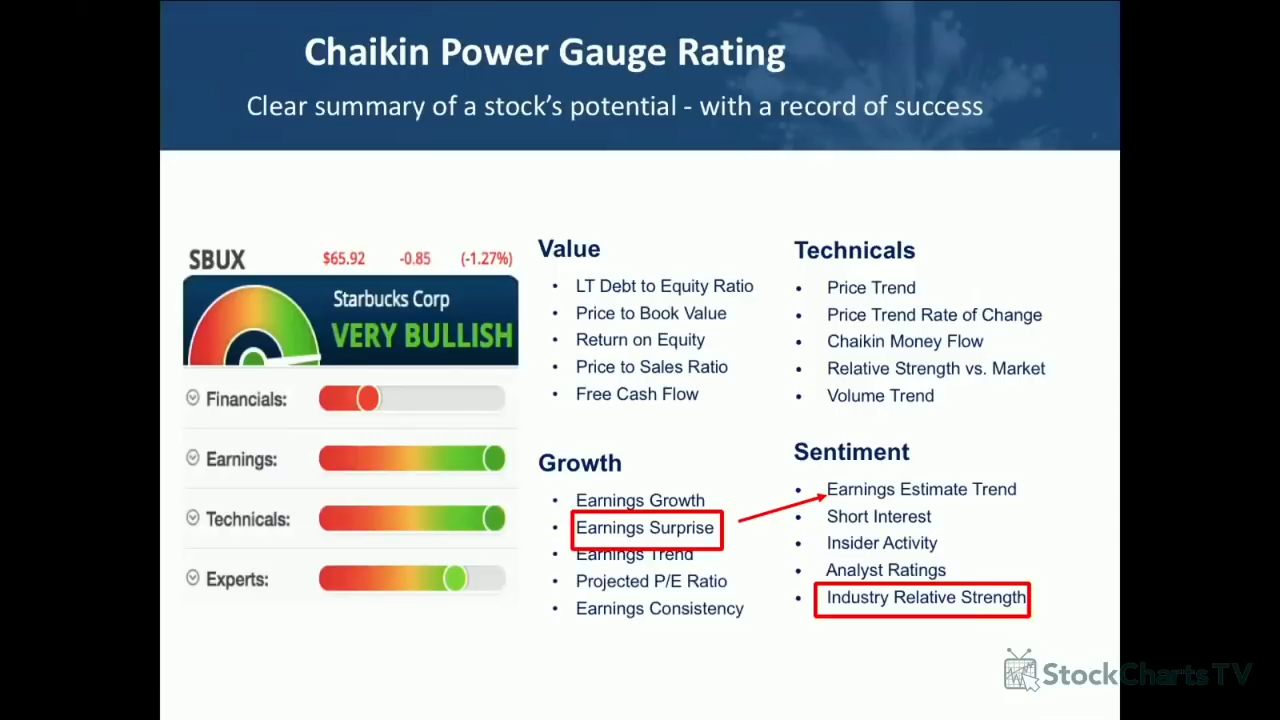 Chaikin Power Gauge Rating
Clear summary of a stock's potential - with a record of success
SBUX $65.92 -0.85 (-1.27%)
Starbucks Corp
VERY BULLISH
Financials:
Earnings:
Technicals:
Experts:
Value
• LT Debt to Equity Ratio
• Price to Book Value
• Return on Equity
• Price to Sales Ratio
• Free Cash Flow
Growth
• Earnings Growth
• Earnings Surprise
• Earnings Trend
• Projected P/E Ratio
• Earnings Consistency
Technicals
• Price Trend
• Price Trend Rate of Change
• Chaikin Money Flow
• Relative Strength vs. Market
• Volume Trend
Sentiment
• Earnings Estimate Trend
• Short Interest
• Insider Activity
• Analyst Ratings
• Industry Relative Strength
StockChartsTV